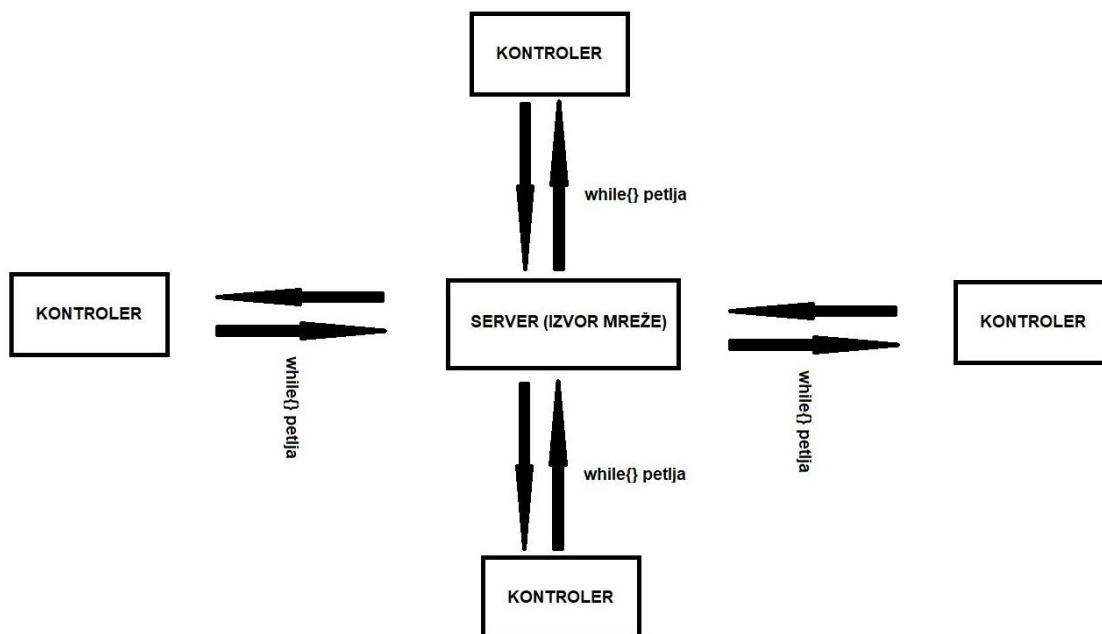 KONTROLER
while{} petlja
KONTROLER
SERVER (IZVOR MREŽE)
KONTROLER
while{} petlja
while{} petlja
while{} petlja
KONTROLER